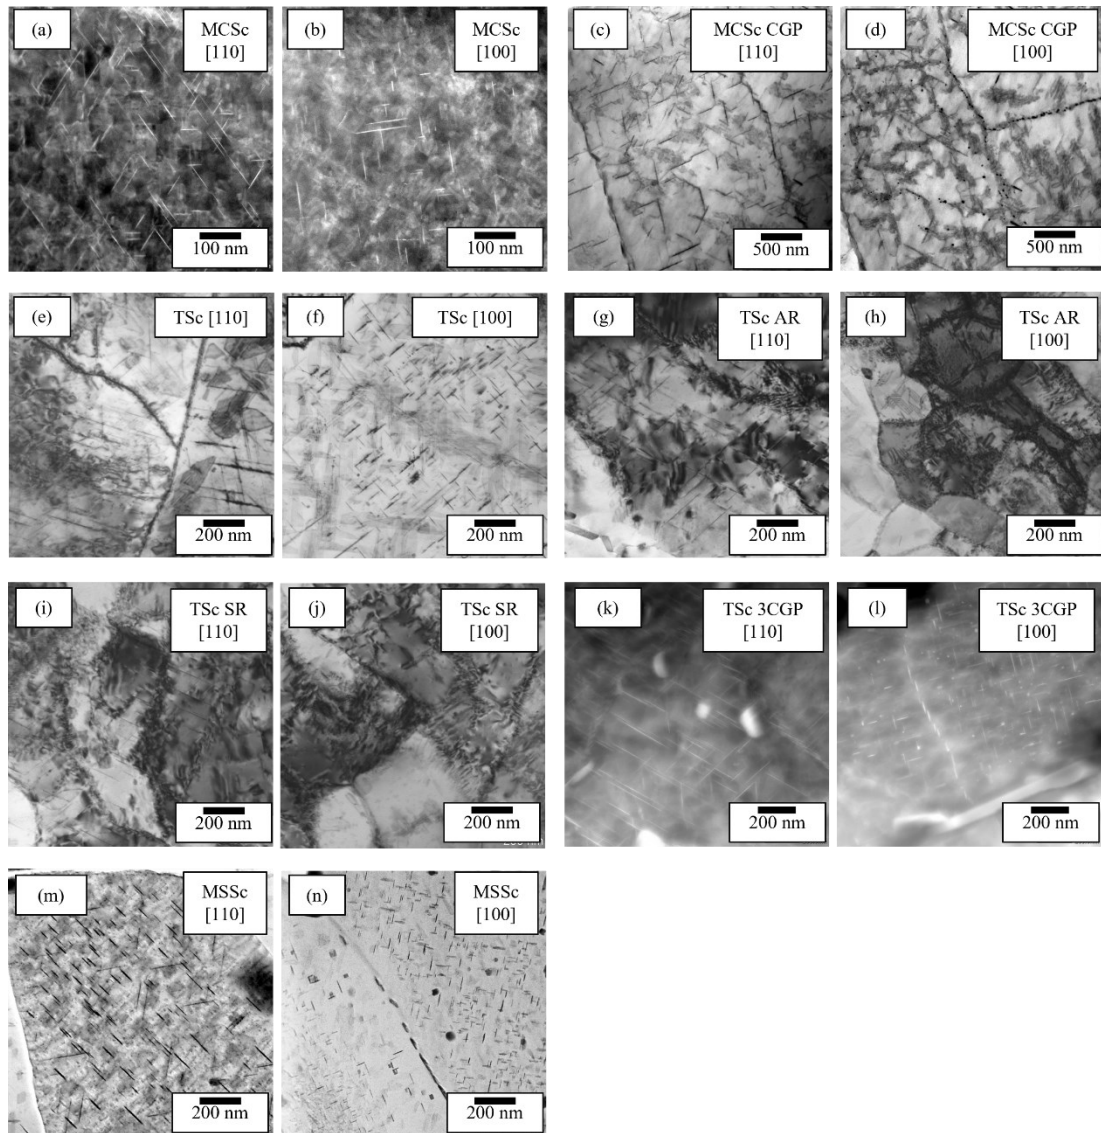 (a)
MCSc
[110]
100 nm
(b)
MCSc
[100]
100 nm
(c)
MCSc CGP
[110]
500 nm
(d)
MCSc CGP
[100]
500 nm
(e)
TSc [110]
200 nm
(f)
TSc [100]
200 nm
(g)
TSc AR
[110]
200 nm
(h)
TSc AR
[100]
200 nm
(i)
TSc SR
[110]
200 nm
(j)
TSc SR
[100]
200 nm
(k)
TSc 3CGP
[110]
200 nm
(l)
TSc 3CGP
[100]
200 nm
(m)
MSSc
[110]
200 nm
(n)
MSSc
[100]
200 nm